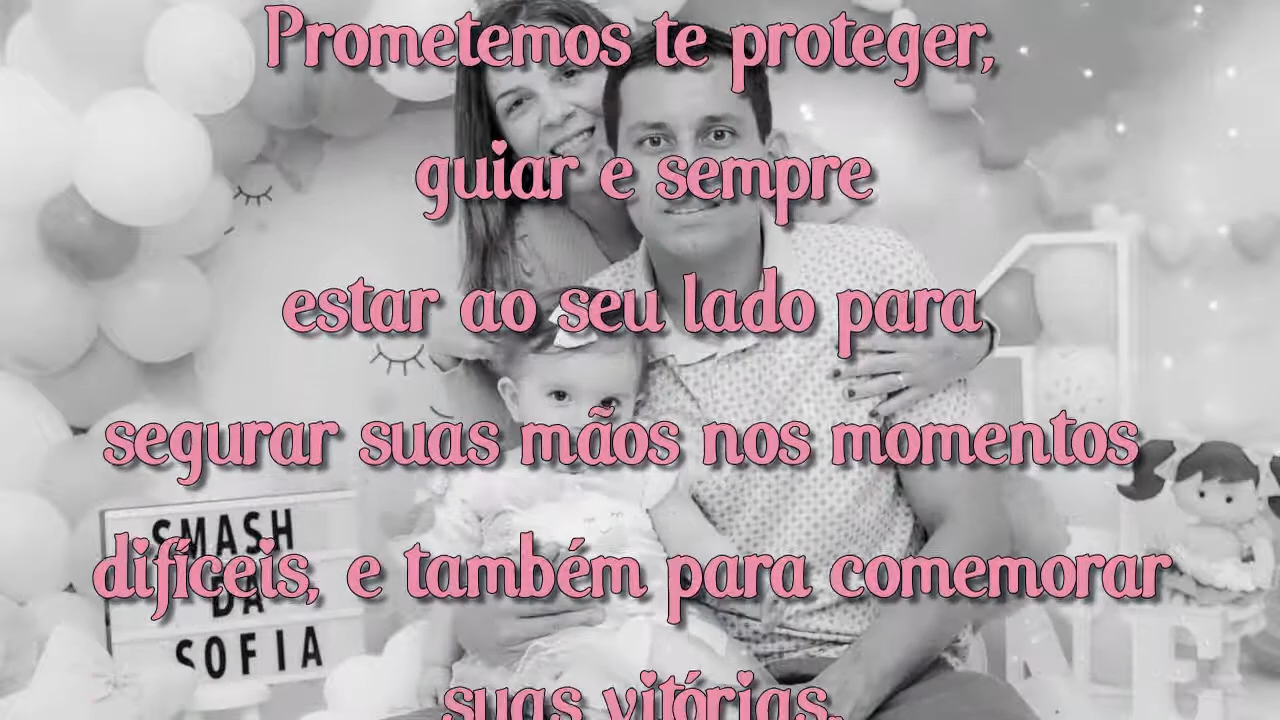 Prometemos te proteger,
guiar e sempre
estar ao seu lado para
segurar suas mãos nos momentos
difíceis, e também para comemorar
suas vitórias.
SMASH
DA
SOFIA
NE